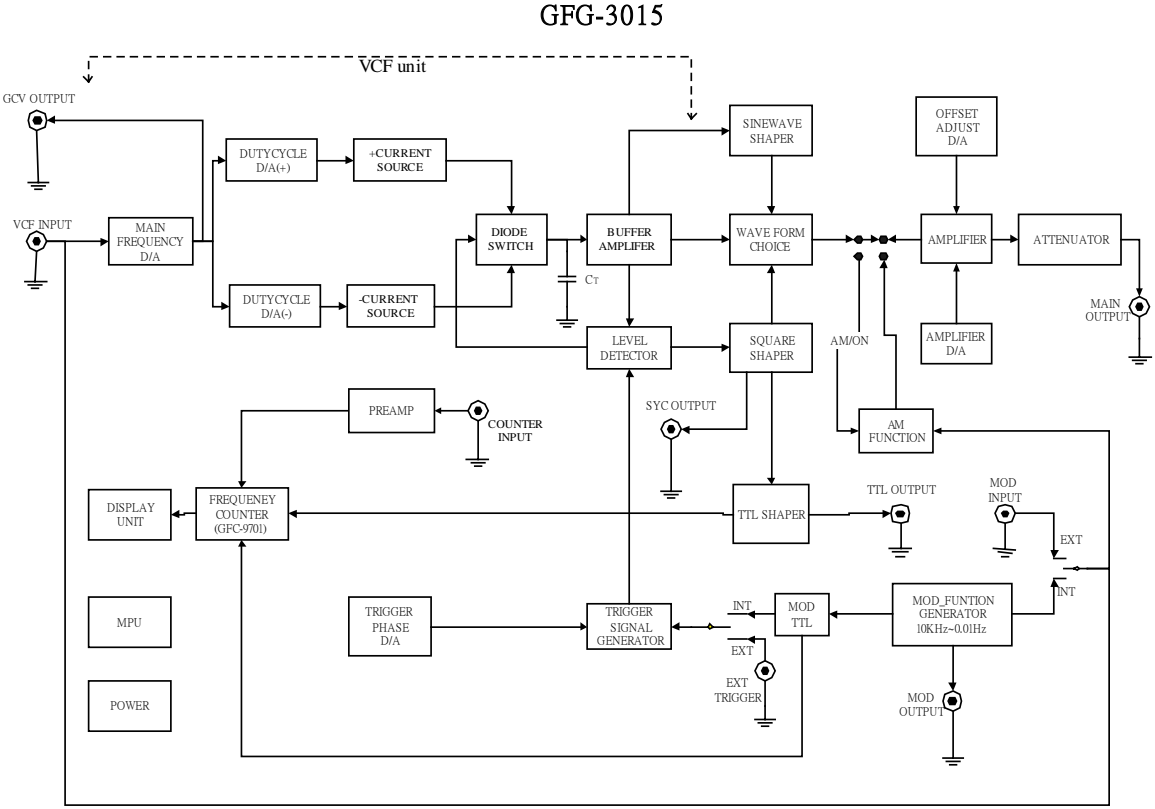 GFG-3015
VCF unit
GCV OUTPUT
SINEWAVE
SHAPER
OFFSET
ADJUST
D/A
DUTYCYCLE
D/A(+)
+CURRENT
SOURCE
VCF INPUT
MAIN
FREQUENCY
D/A
DIODE
SWITCH
BUFFER
AMPLIFER
WAVE FORM
CHOICE
AMPLIFIER
ATTENUATOR
CT
DUTYCYCLE
D/A(-)
-CURRENT
SOURCE
MAIN
OUTPUT
LEVEL
DETECTOR
SQUARE
SHAPER
AM/ON
AMPLIFIER
D/A
PREAMP
COUNTER
INPUT
SYC OUTPUT
AM
FUNCTION
DISPLAY
UNIT
FREQUENEY
COUNTER
(GFC-9701)
TTL SHAPER
TTL OUTPUT
MOD
INPUT
EXT
INT
MPU
TRIGGER
PHASE
D/A
TRIGGER
SIGNAL
GENERATOR
INT
EXT
MOD
TTL
MOD_FUNTION
GENERATOR
10KHz~0.01Hz
EXT
TRIGGER
MOD
OUTPUT
POWER